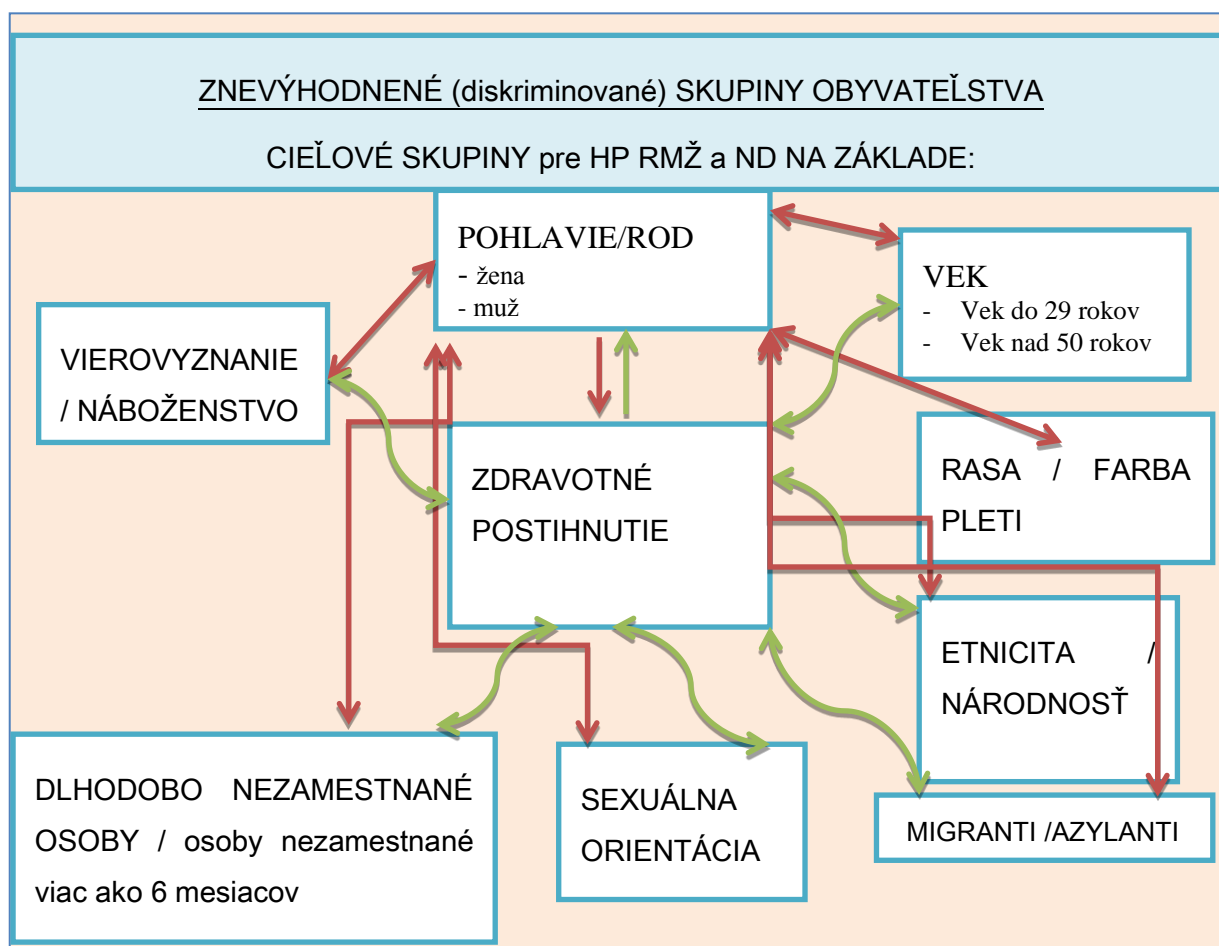 ZNEVÝHODNENÉ (diskriminované) SKUPINY OBYVATEĽSTVA
CIEĽOVÉ SKUPINY pre HP RMŽ a ND NA ZÁKLADE:
POHLAVIE/ROD
- žena
- muž
VEK
- Vek do 29 rokov
- Vek nad 50 rokov
VIEROVYZNANIE
/ NÁBOŽENSTVO
ZDRAVOTNÉ
POSTIHNUTIE
RASA / FARBA
PLETI
ETNICITA /
NÁRODNOSŤ
DLHODOBO NEZAMESTNANÉ
OSOBY / osoby nezamestnané
viac ako 6 mesiacov
SEXUÁLNA
ORIENTÁCIA
MIGRANTI /AZYLANTI